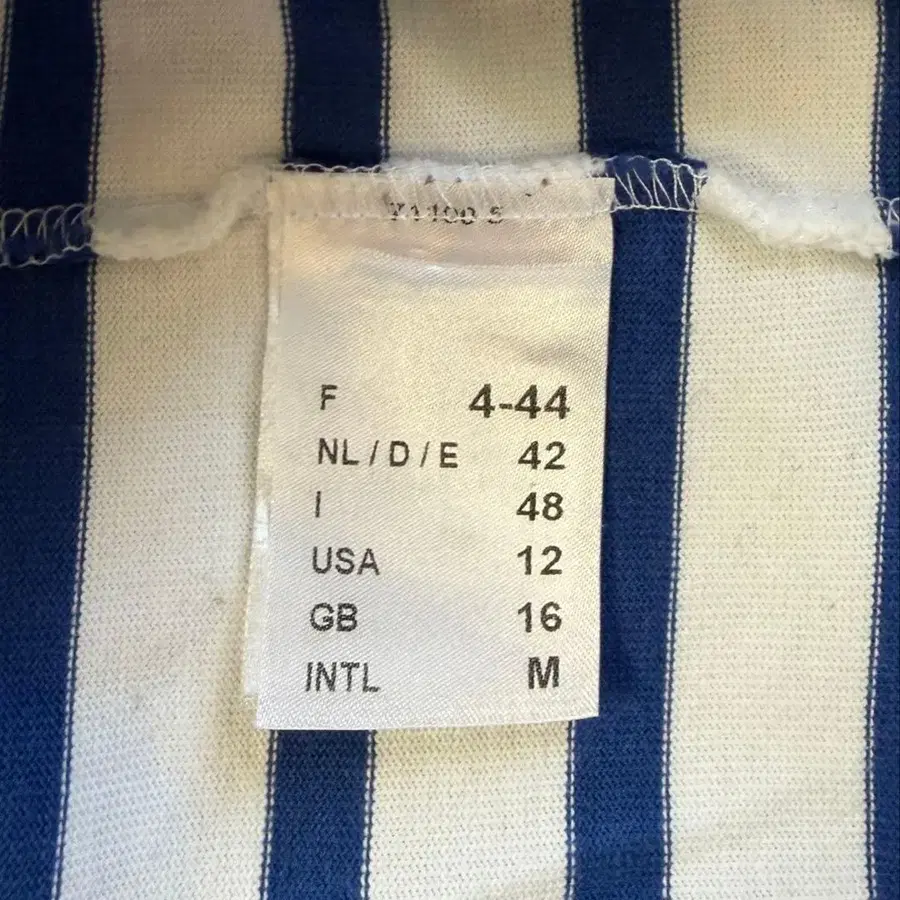 F 4-44
NL / D / E 42
I 48
USA 12
GB 16
INTL M